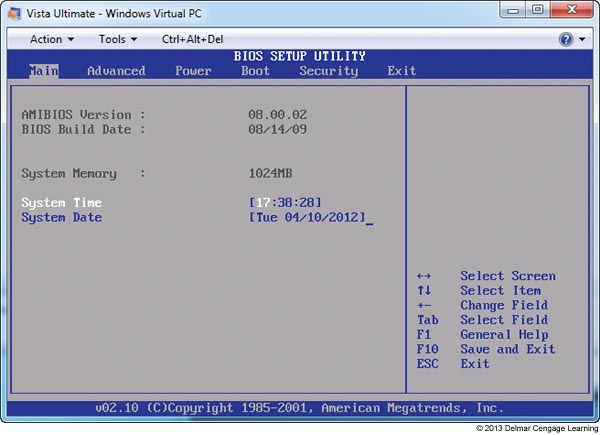 Vista Ultimate - Windows Virtual PC
Action Tools Ctrl+Alt+Del
BIOS SETUP UTILITY
Main Advanced Power Boot Security Exit
AMIBIOS Version : 08.00.02
BIOS Build Date : 08/14/09
System Memory : 1024MB
System Time [17:38:28]
System Date [Tue 04/10/2012]_
↔ Select Screen
↑↓ Select Item
+- Change Field
Tab Select Field
F1 General Help
F10 Save and Exit
ESC Exit
v02.10 (C)Copyright 1985-2001, American Megatrends, Inc.
© 2013 Delmar Cengage Learning